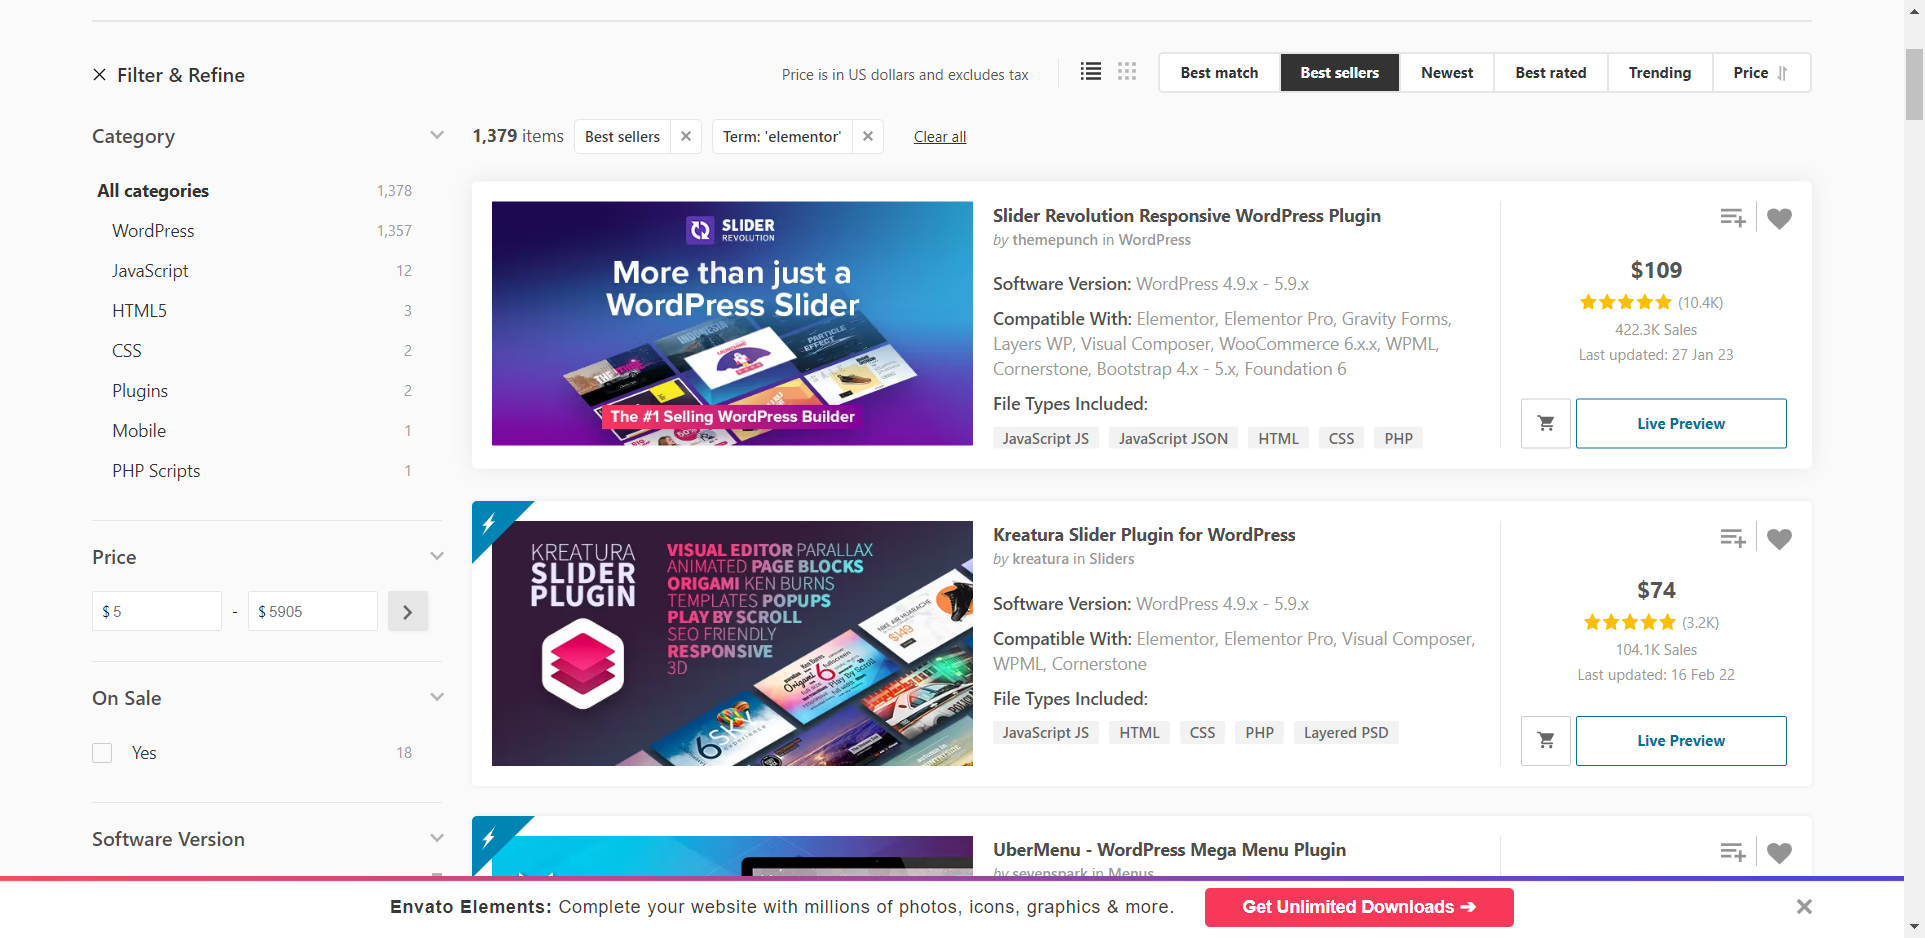 Filter & Refine
Price is in US dollars and excludes tax
Best match
Best sellers
Newest
Best rated
Trending
Price
Category
1,379 items
Best sellers
Term: 'elementor'
Clear all
All categories 1,378
WordPress 1,357
JavaScript 12
HTML5 3
CSS 2
Plugins 2
Mobile 1
PHP Scripts 1
Price
$ 5 - $ 5905
On Sale
Yes 18
Software Version
SLIDER
REVOLUTION
More than just a
WordPress Slider
The #1 Selling WordPress Builder
Slider Revolution Responsive WordPress Plugin
by themepunch in WordPress
Software Version: WordPress 4.9.x - 5.9.x
Compatible With: Elementor, Elementor Pro, Gravity Forms,
Layers WP, Visual Composer, WooCommerce 6.x.x, WPML,
Cornerstone, Bootstrap 4.x - 5.x, Foundation 6
File Types Included:
JavaScript JS
JavaScript JSON
HTML
CSS
PHP
$109
(10.4K)
422.3K Sales
Last updated: 27 Jan 23
Live Preview
KREATURA
SLIDER
PLUGIN
VISUAL EDITOR PARALLAX
ANIMATED PAGE BLOCKS
ORIGAMI KEN BURNS
TEMPLATES POPUPS
PLAY BY SCROLL
SEO FRIENDLY
RESPONSIVE
3D
Kreatura Slider Plugin for WordPress
by kreatura in Sliders
Software Version: WordPress 4.9.x - 5.9.x
Compatible With: Elementor, Elementor Pro, Visual Composer,
WPML, Cornerstone
File Types Included:
JavaScript JS
HTML
CSS
PHP
Layered PSD
$74
(3.2K)
104.1K Sales
Last updated: 16 Feb 22
Live Preview
UberMenu - WordPress Mega Menu Plugin
by sevenspark in Menus
Envato Elements: Complete your website with millions of photos, icons, graphics & more.
Get Unlimited Downloads ➔